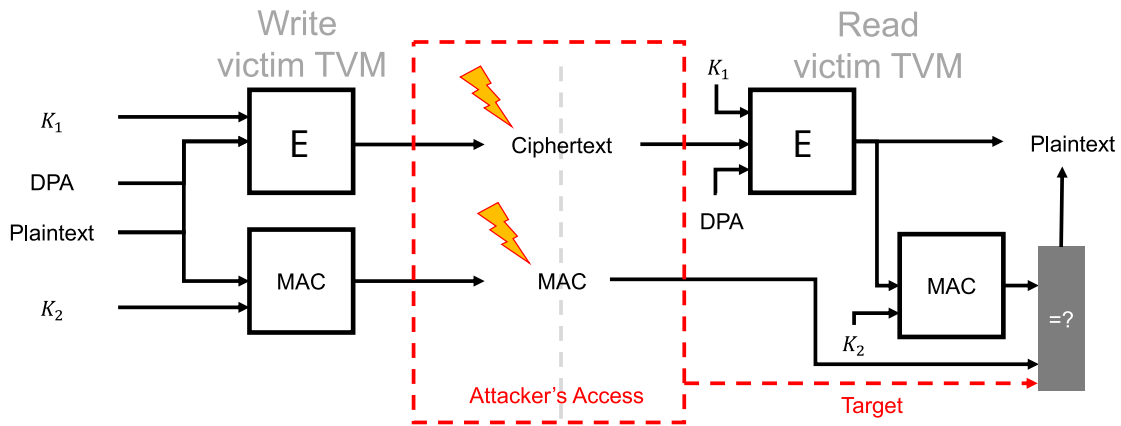 Write
victim TVM
Read
victim TVM
K₁
DPA
Plaintext
K₂
E
MAC
Ciphertext
MAC
Attacker's Access
K₁
DPA
E
MAC
K₂
Plaintext
=?
Target